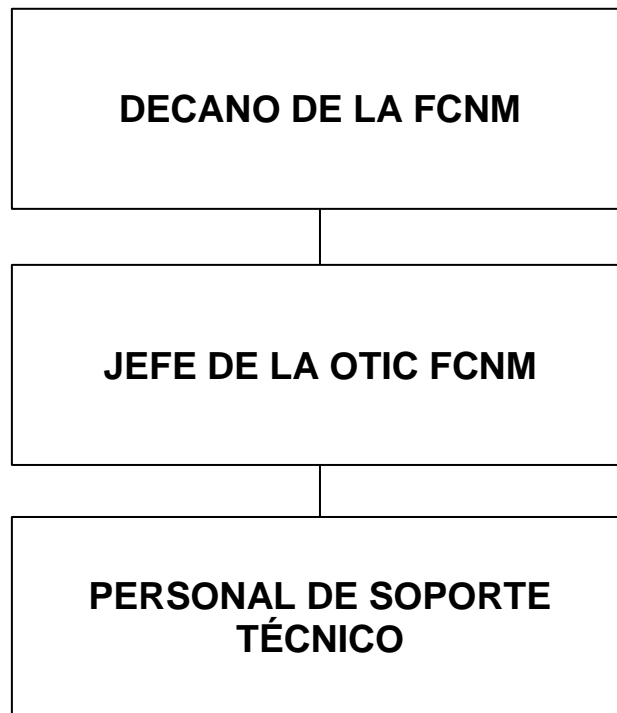 DECANO DE LA FCNM
JEFE DE LA OTIC FCNM
PERSONAL DE SOPORTE
TÉCNICO